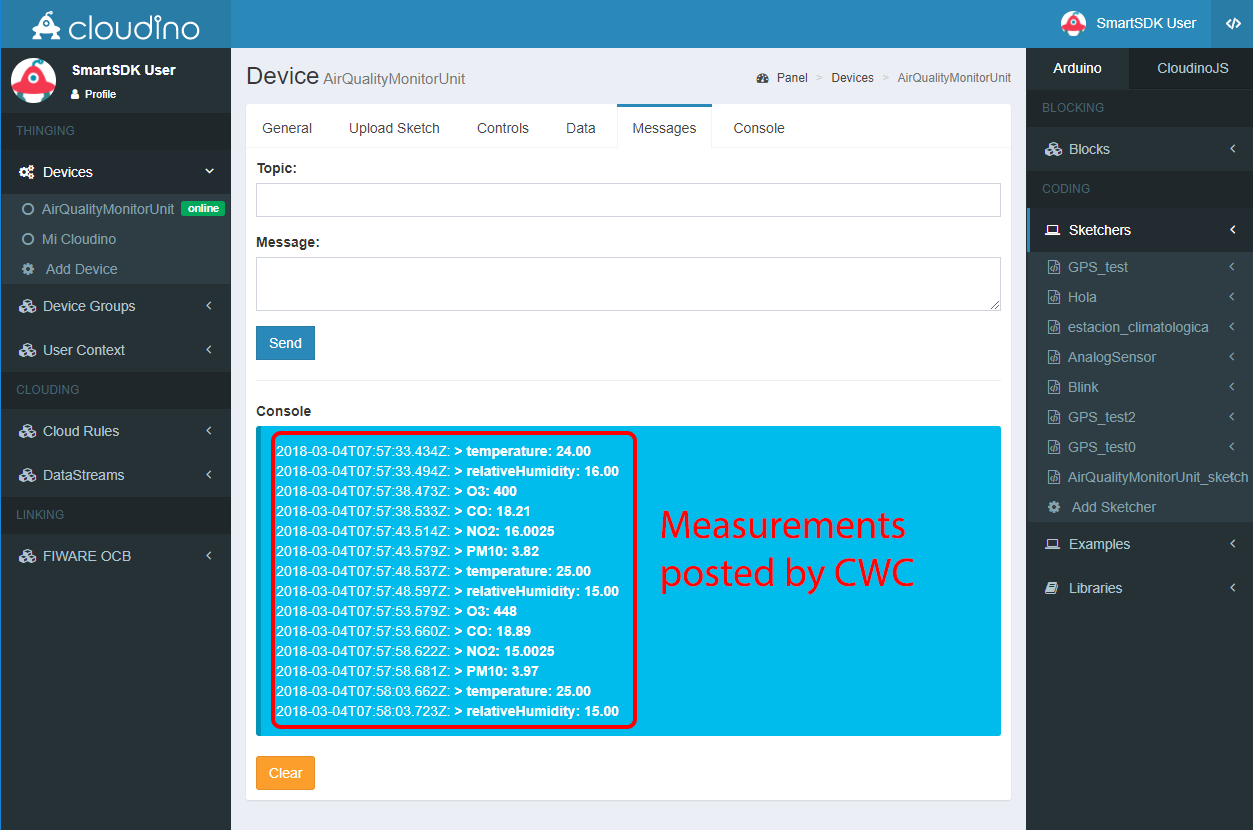 cloudino
SmartSDK User
SmartSDK User
Profile
THINGING
Devices
AirQualityMonitorUnit online
Mi Cloudino
Add Device
Device Groups
User Context
CLOUDING
Cloud Rules
DataStreams
LINKING
FIWARE OCB
Device AirQualityMonitorUnit
Panel > Devices > AirQualityMonitorUnit
General Upload Sketch Controls Data Messages Console
Topic:
Message:
Send
Console
2018-03-04T07:57:33.434Z: > temperature: 24.00
2018-03-04T07:57:33.494Z: > relativeHumidity: 16.00
2018-03-04T07:57:38.473Z: > O3: 400
2018-03-04T07:57:38.533Z: > CO: 18.21
2018-03-04T07:57:43.514Z: > NO2: 16.0025
2018-03-04T07:57:43.579Z: > PM10: 3.82
2018-03-04T07:57:48.537Z: > temperature: 25.00
2018-03-04T07:57:48.597Z: > relativeHumidity: 15.00
2018-03-04T07:57:53.579Z: > O3: 448
2018-03-04T07:57:53.660Z: > CO: 18.89
2018-03-04T07:57:58.622Z: > NO2: 15.0025
2018-03-04T07:57:58.681Z: > PM10: 3.97
2018-03-04T07:58:03.662Z: > temperature: 25.00
2018-03-04T07:58:03.723Z: > relativeHumidity: 15.00
Measurements
posted by CWC
Clear
Arduino CloudinoJS
BLOCKING
Blocks
CODING
Sketchers
GPS_test
Hola
estacion_climatologica
AnalogSensor
Blink
GPS_test2
GPS_test0
AirQualityMonitorUnit_sketch
Add Sketcher
Examples
Libraries